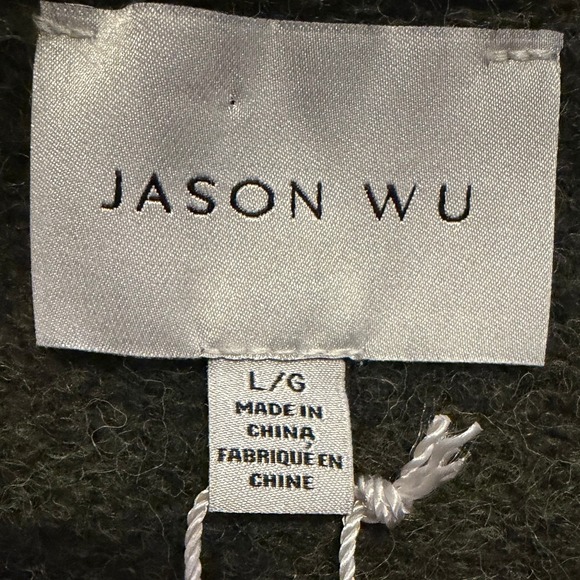 JASON WU
L/G
MADE IN
CHINA
FABRIQUE EN
CHINE